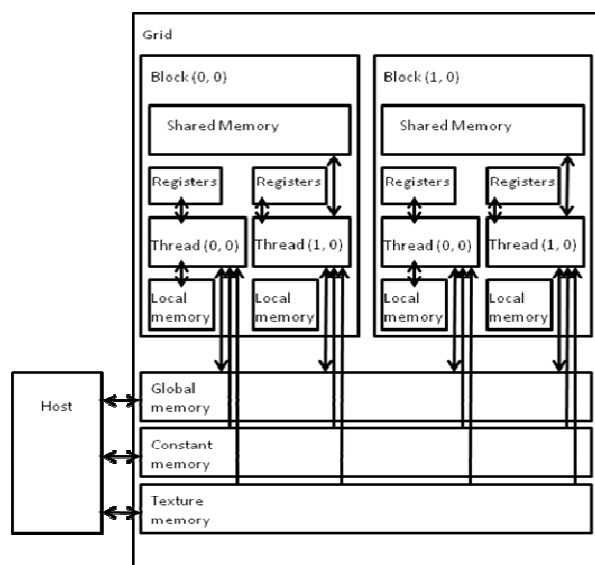 Grid
Block (0, 0)
Block (1, 0)
Shared Memory
Shared Memory
Registers
Registers
Registers
Registers
Thread (0, 0)
Thread (1, 0)
Thread (0, 0)
Thread (1, 0)
Local
memory
Local
memory
Local
memory
Local
memory
Host
Global
memory
Constant
memory
Texture
memory